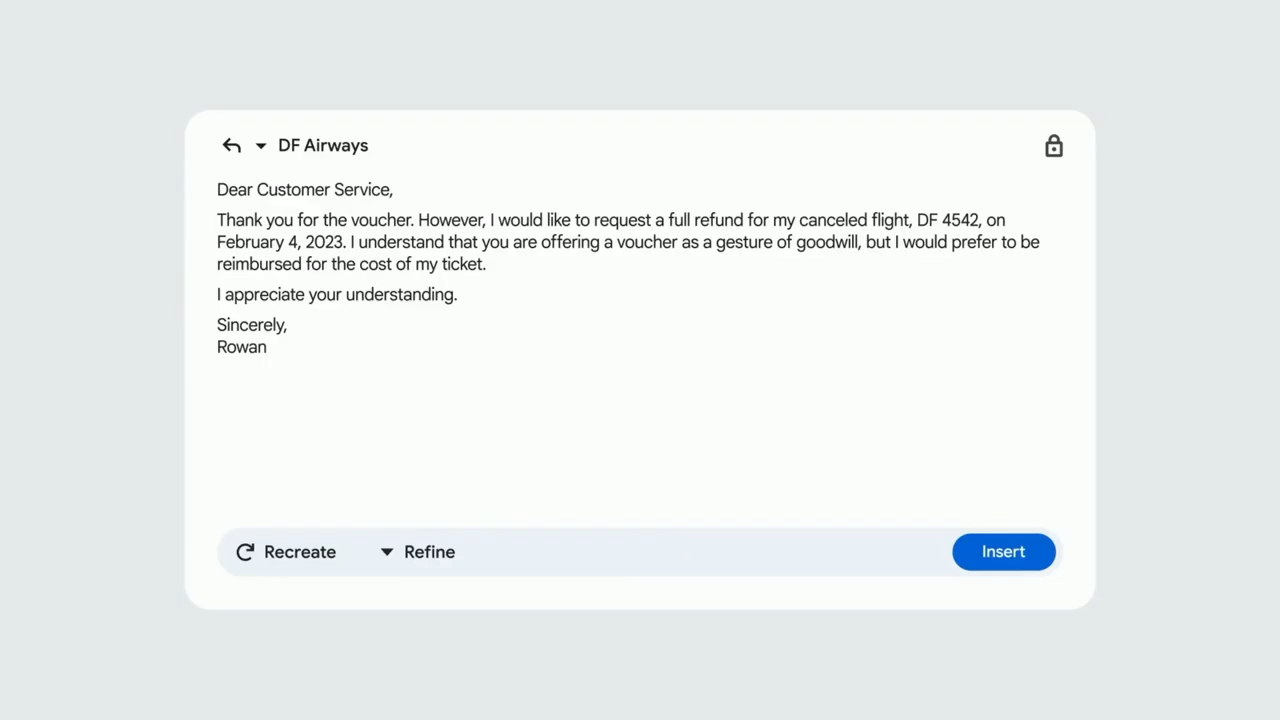 DF Airways
Dear Customer Service,
Thank you for the voucher. However, I would like to request a full refund for my canceled flight, DF 4542, on
February 4, 2023. I understand that you are offering a voucher as a gesture of goodwill, but I would prefer to be
reimbursed for the cost of my ticket.
I appreciate your understanding.
Sincerely,
Rowan
Recreate
Refine
Insert